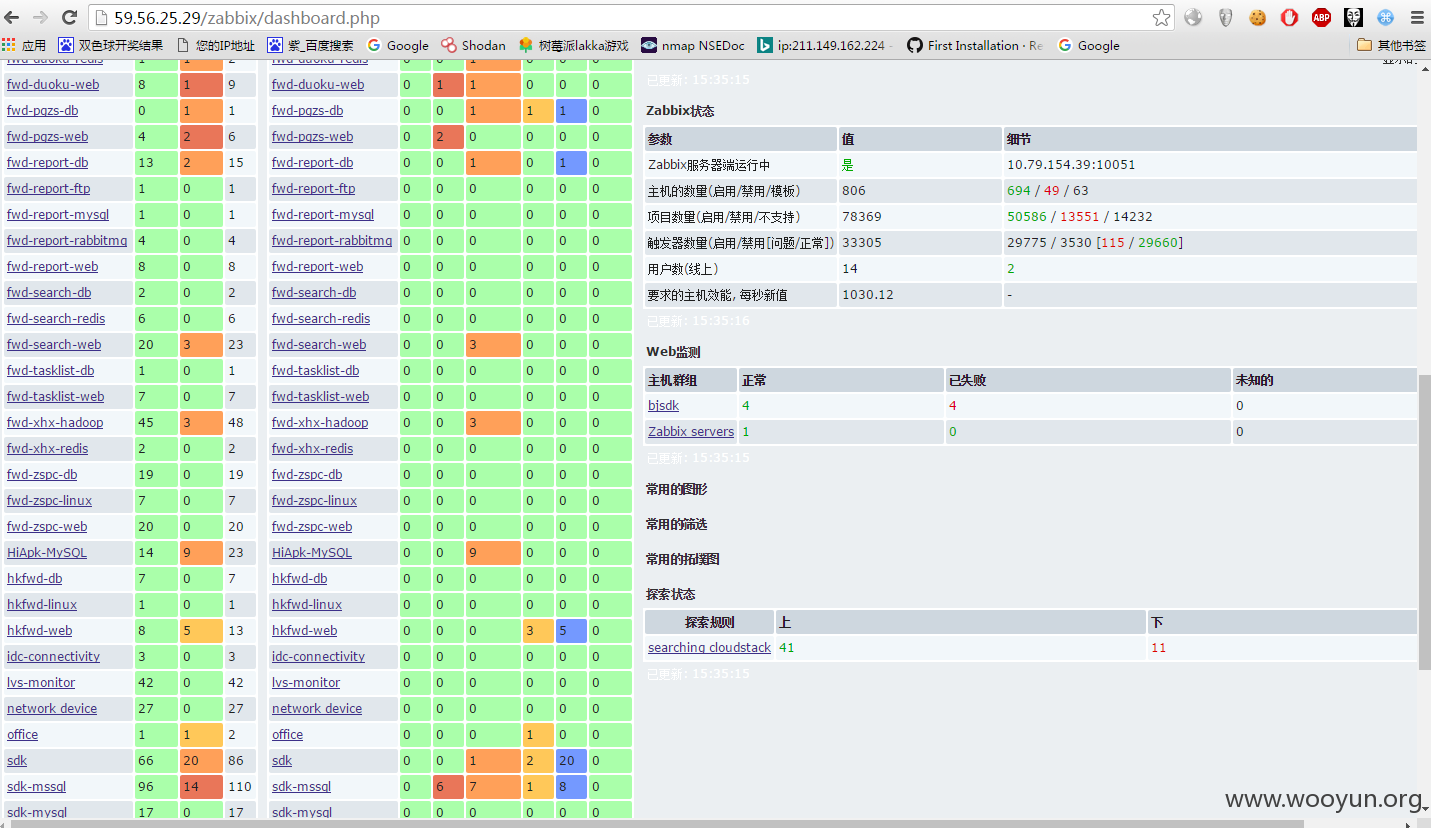 59.56.25.29/zabbix/dashboard.php
应用 双色球开奖结果 您的IP地址 紫_百度搜索 Google Shodan 树莓派lakka游戏 nmap NSEDoc ip:211.149.162.224 - First Installation · Re Google 其他书签
fwd-duoku-redis 1 1 2 fwd-duoku-redis 0 0 1 0 0 0
fwd-duoku-web 8 1 9 fwd-duoku-web 0 1 1 0 0 0
fwd-pgzs-db 0 1 1 fwd-pgzs-db 0 0 1 1 1 0
fwd-pgzs-web 4 2 6 fwd-pgzs-web 0 2 0 0 0 0
fwd-report-db 13 2 15 fwd-report-db 0 0 1 0 1 0
fwd-report-ftp 1 0 1 fwd-report-ftp 0 0 0 0 0 0
fwd-report-mysql 1 0 1 fwd-report-mysql 0 0 0 0 0 0
fwd-report-rabbitmq 4 0 4 fwd-report-rabbitmq 0 0 0 0 0 0
fwd-report-web 8 0 8 fwd-report-web 0 0 0 0 0 0
fwd-search-db 2 0 2 fwd-search-db 0 0 0 0 0 0
fwd-search-redis 6 0 6 fwd-search-redis 0 0 0 0 0 0
fwd-search-web 20 3 23 fwd-search-web 0 0 3 0 0 0
fwd-tasklist-db 1 0 1 fwd-tasklist-db 0 0 0 0 0 0
fwd-tasklist-web 7 0 7 fwd-tasklist-web 0 0 0 0 0 0
fwd-xhx-hadoop 45 3 48 fwd-xhx-hadoop 0 0 3 0 0 0
fwd-xhx-redis 2 0 2 fwd-xhx-redis 0 0 0 0 0 0
fwd-zspc-db 19 0 19 fwd-zspc-db 0 0 0 0 0 0
fwd-zspc-linux 7 0 7 fwd-zspc-linux 0 0 0 0 0 0
fwd-zspc-web 20 0 20 fwd-zspc-web 0 0 0 0 0 0
HiApk-MySQL 14 9 23 HiApk-MySQL 0 0 9 0 0 0
hkfwd-db 7 0 7 hkfwd-db 0 0 0 0 0 0
hkfwd-linux 1 0 1 hkfwd-linux 0 0 0 0 0 0
hkfwd-web 8 5 13 hkfwd-web 0 0 0 3 5 0
idc-connectivity 3 0 3 idc-connectivity 0 0 0 0 0 0
lvs-monitor 42 0 42 lvs-monitor 0 0 0 0 0 0
network device 27 0 27 network device 0 0 0 0 0 0
office 1 1 2 office 0 0 0 1 0 0
sdk 66 20 86 sdk 0 0 1 2 20 0
sdk-mssql 96 14 110 sdk-mssql 0 6 7 1 8 0
sdk-mysql 17 0 17 sdk-mysql 0 0 0 0 0 0
已更新: 15:35:15
Zabbix状态
参数 值 细节
Zabbix服务器端运行中 是 10.79.154.39:10051
主机的数量(启用/禁用/模板) 806 694 / 49 / 63
项目数量(启用/禁用/不支持) 78369 50586 / 13551 / 14232
触发器数量(启用/禁用[问题/正常]) 33305 29775 / 3530 [115 / 29660]
用户数(线上) 14 2
要求的主机效能, 每秒新值 1030.12 -
已更新: 15:35:16
Web监测
主机群组 正常 已失败 未知的
bjsdk 4 4 0
Zabbix servers 1 0 0
已更新: 15:35:15
常用的图形
常用的筛选
常用的拓撲图
探索状态
探索规则 上 下
searching cloudstack 41 11
已更新: 15:35:15
www.wooyun.org